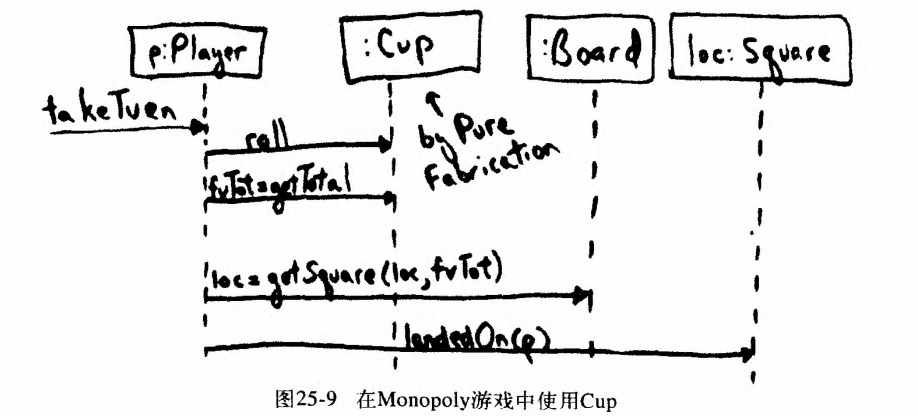 p:Player
:Cup
:Board
loc: Square
takeTurn
by Pure
Fabrication
roll
fvTot=getTotal
loc=getSquare(loc,fvTot)
landedOn(p)
图25-9 在Monopoly游戏中使用Cup